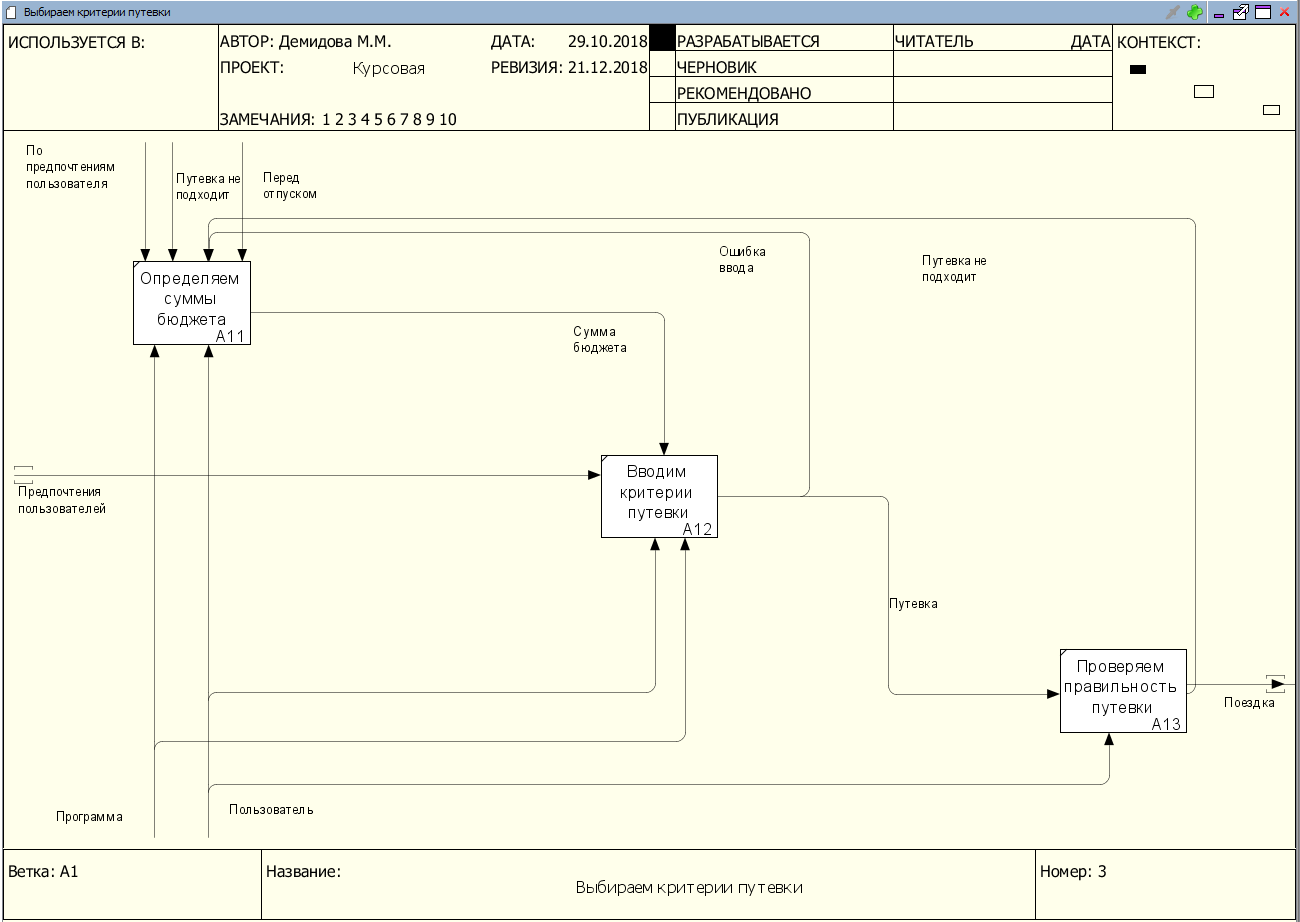 Выбираем критерии путевки
ИСПОЛЬЗУЕТСЯ В:
АВТОР: Демидова М.М.
ДАТА: 29.10.2018
ПРОЕКТ: Курсовая
РЕВИЗИЯ: 21.12.2018
ЗАМЕЧАНИЯ: 1 2 3 4 5 6 7 8 9 10
РАЗРАБАТЫВАЕТСЯ
ЧЕРНОВИК
РЕКОМЕНДОВАНО
ПУБЛИКАЦИЯ
ЧИТАТЕЛЬ
ДАТА
КОНТЕКСТ:
По
предпочтениям
пользователя
Путевка не
подходит
Перед
отпуском
Определяем
суммы
бюджета
A11
Ошибка
ввода
Путевка не
подходит
Сумма
бюджета
Предпочтения
пользователей
Вводим
критерии
путевки
A12
Путевка
Проверяем
правильность
путевки
A13
Поездка
Программа
Пользователь
Ветка: A1
Название:
Выбираем критерии путевки
Номер: 3